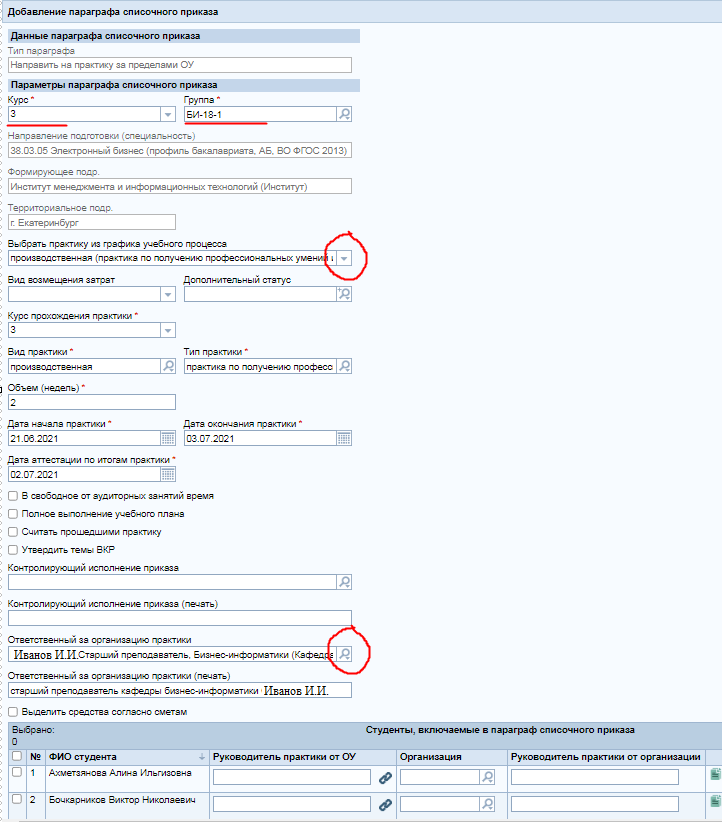 Добавление параграфа списочного приказа
Данные параграфа списочного приказа
Тип параграфа
Направить на практику за пределами ОУ
Параметры параграфа списочного приказа
Курс * Группа *
3 БИ-18-1
Направление подготовки (специальность)
38.03.05 Электронный бизнес (профиль бакалавриата, АБ, ВО ФГОС 2013)
Формирующее подр.
Институт менеджмента и информационных технологий (Институт)
Территориальное подр.
г. Екатеринбург
Выбрать практику из графика учебного процесса
производственная (практика по получению профессиональных умений и
Вид возмещения затрат Дополнительный статус
Курс прохождения практики *
3
Вид практики * Тип практики *
производственная практика по получению професс
Объем (недель) *
2
Дата начала практики * Дата окончания практики *
21.06.2021 03.07.2021
Дата аттестации по итогам практики *
02.07.2021
В свободное от аудиторных занятий время
Полное выполнение учебного плана
Считать прошедшими практику
Утвердить темы ВКР
Контролирующий исполнение приказа
Контролирующий исполнение приказа (печать)
Ответственный за организацию практики
Иванов И.И. Старший преподаватель, Бизнес-информатики (Кафедра
Ответственный за организацию практики (печать)
старший преподаватель кафедры бизнес-информатики Иванов И.И.
Выделить средства согласно сметам
Выбрано: Студенты, включаемые в параграф списочного приказа
0
№ ФИО студента Руководитель практики от ОУ Организация Руководитель практики от организации
1 Ахметзянова Алина Ильгизовна
2 Бочкарников Виктор Николаевич